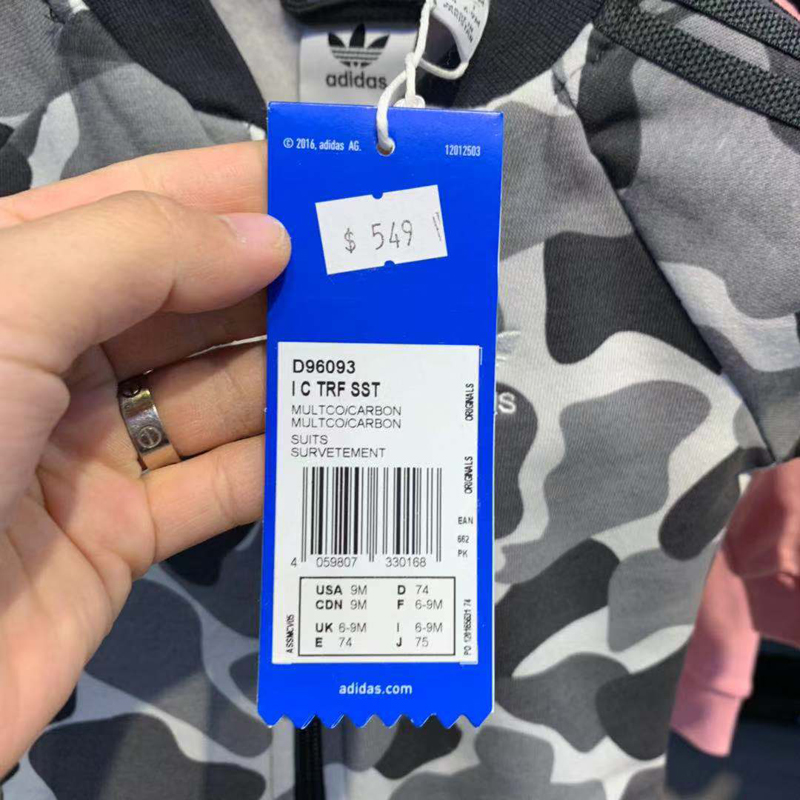 adidas
© 2016, adidas AG. 12012503
$ 549
D96093
I C TRF SST
MULTCO/CARBON
MULTCO/CARBON
SUITS
SURVETEMENT
ORIGINALS
ORIGINALS
EAN
662
PK
4 059807 330168
USA 9M D 74
CDN 9M F 6-9M
UK 6-9M I 6-9M
E 74 J 75
adidas.com